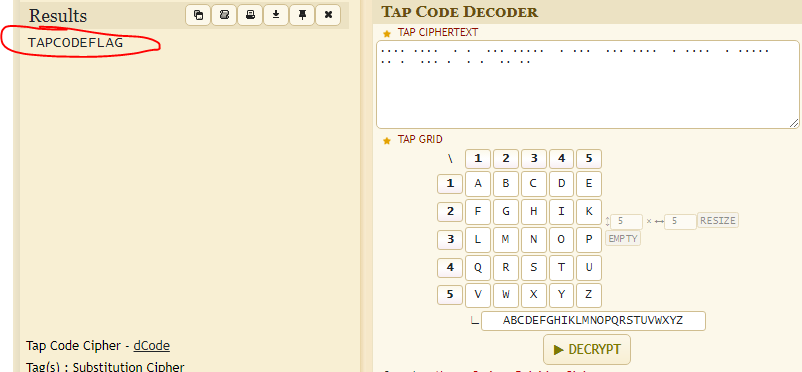 Results
TAPCODEFLAG
Tap Code Cipher - dCode
Tag(s) : Substitution Cipher
TAP CODE DECODER
★ TAP CIPHERTEXT
.... ....  . .  ... .....  . ...  ... ....  . ....  . .....
.. .  ... .  . .  .. ..
★ TAP GRID
\ 1 2 3 4 5
1 A B C D E
2 F G H I K
3 L M N O P
4 Q R S T U
5 V W X Y Z
↕ 5 × ↔ 5 RESIZE
EMPTY
ABCDEFGHIKLMNOPQRSTUVWXYZ
▶ DECRYPT